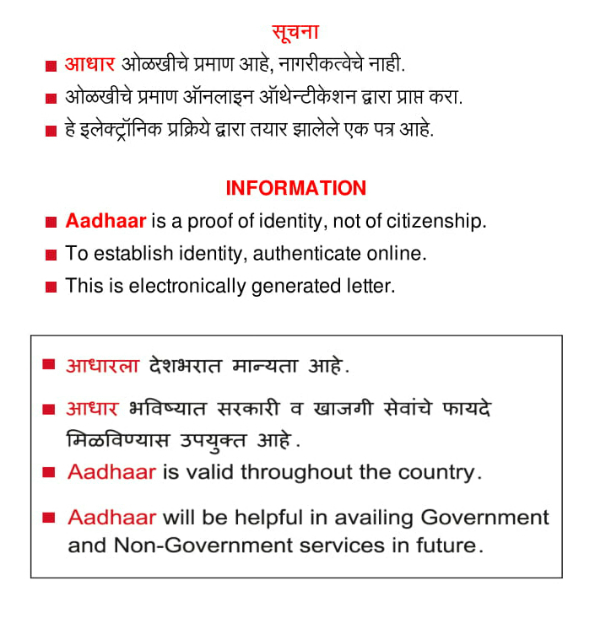 सूचना
आधार ओळखीचे प्रमाण आहे, नागरीकत्वेचे नाही.
ओळखीचे प्रमाण ऑनलाइन ऑथेन्टीकेशन द्वारा प्राप्त करा.
हे इलेक्ट्रॉनिक प्रक्रिये द्वारा तयार झालेले एक पत्र आहे.
INFORMATION
Aadhaar is a proof of identity, not of citizenship.
To establish identity, authenticate online.
This is electronically generated letter.
आधारला देशभरात मान्यता आहे.
आधार भविष्यात सरकारी व खाजगी सेवांचे फायदे
मिळविण्यास उपयुक्त आहे.
Aadhaar is valid throughout the country.
Aadhaar will be helpful in availing Government
and Non-Government services in future.